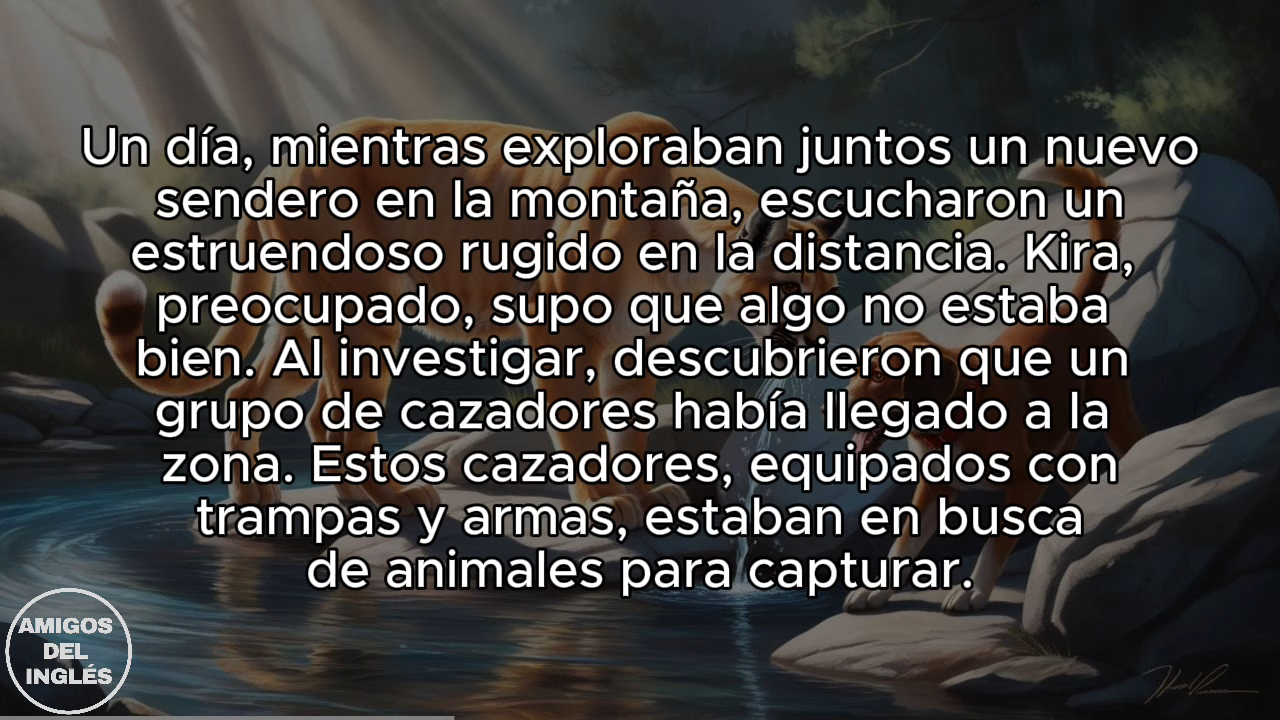 Un día, mientras exploraban juntos un nuevo
sendero en la montaña, escucharon un
estruendoso rugido en la distancia. Kira,
preocupado, supo que algo no estaba
bien. Al investigar, descubrieron que un
grupo de cazadores había llegado a la
zona. Estos cazadores, equipados con
trampas y armas, estaban en busca
de animales para capturar.
AMIGOS
DEL
INGLÉS